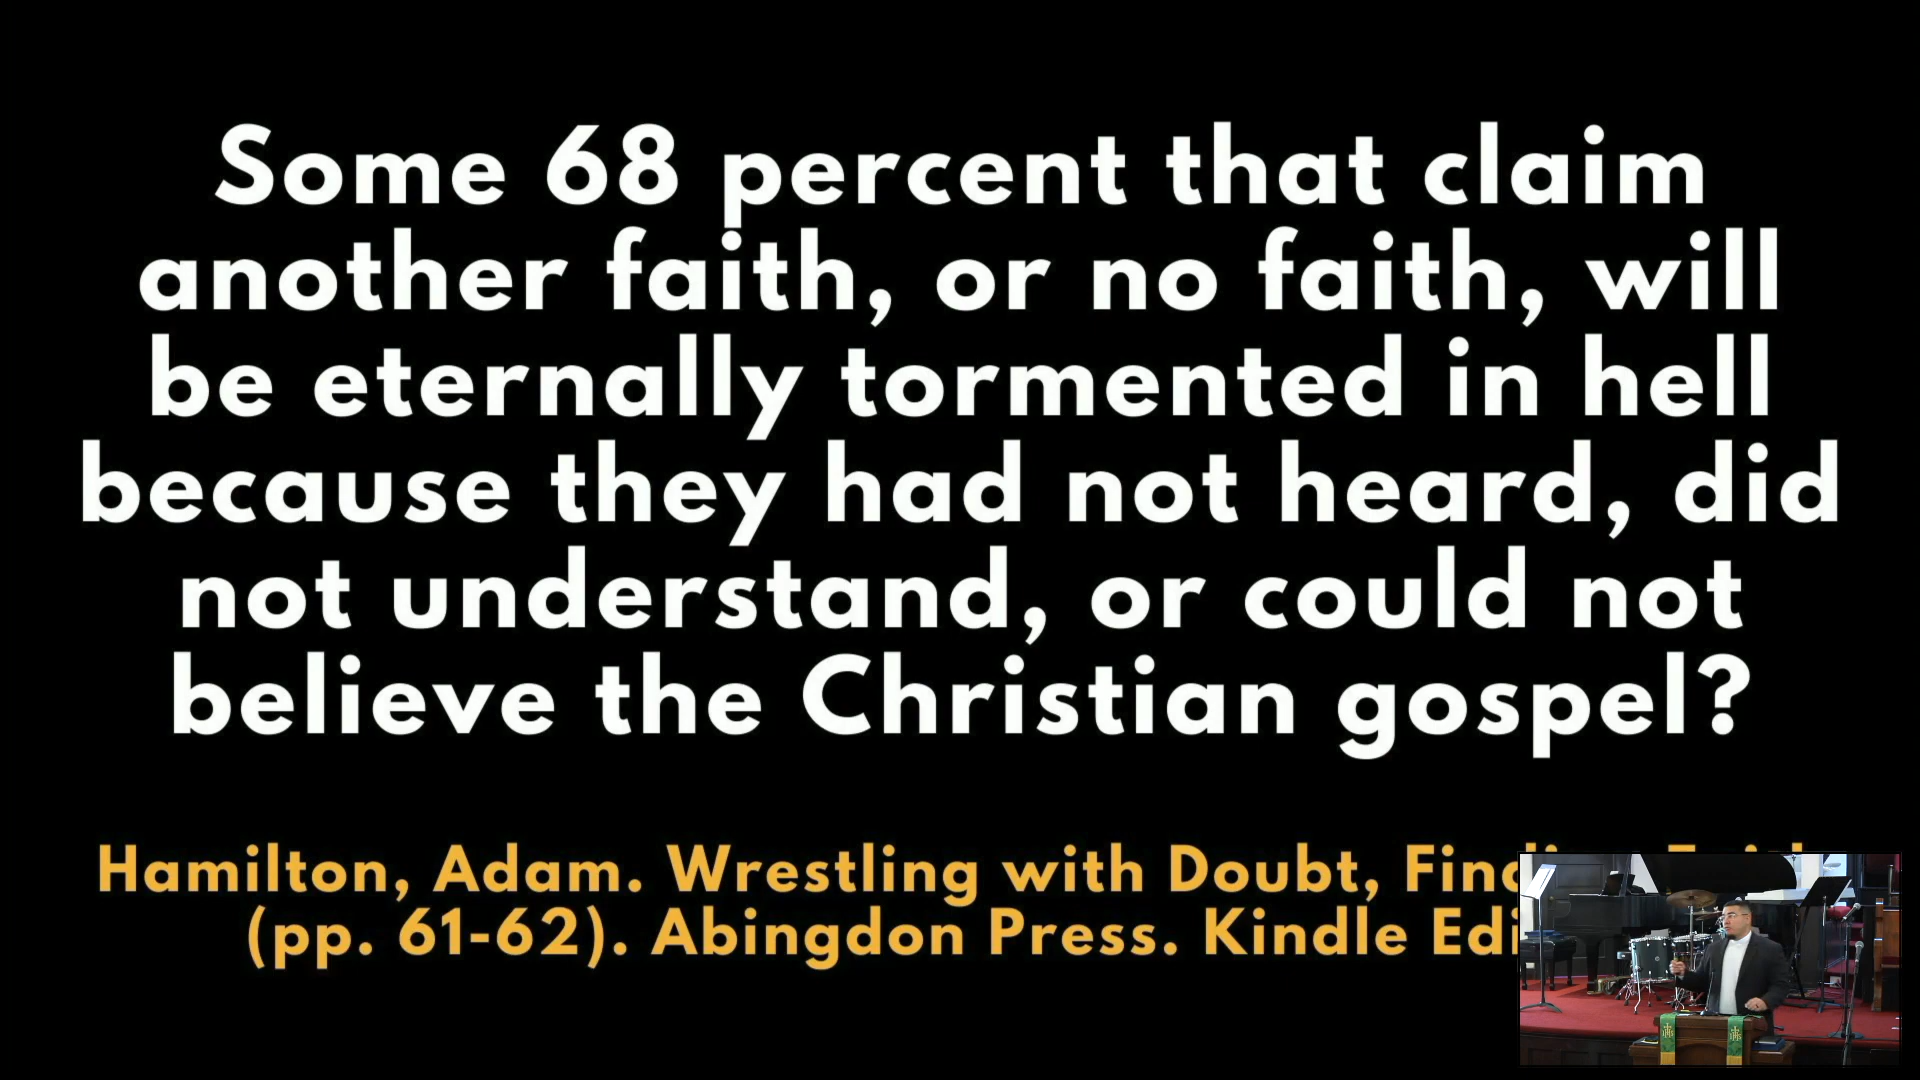 Some 68 percent that claim
another faith, or no faith, will
be eternally tormented in hell
because they had not heard, did
not understand, or could not
believe the Christian gospel?
Hamilton, Adam. Wrestling with Doubt,
(pp. 61-62). Abingdon Press. Kindle